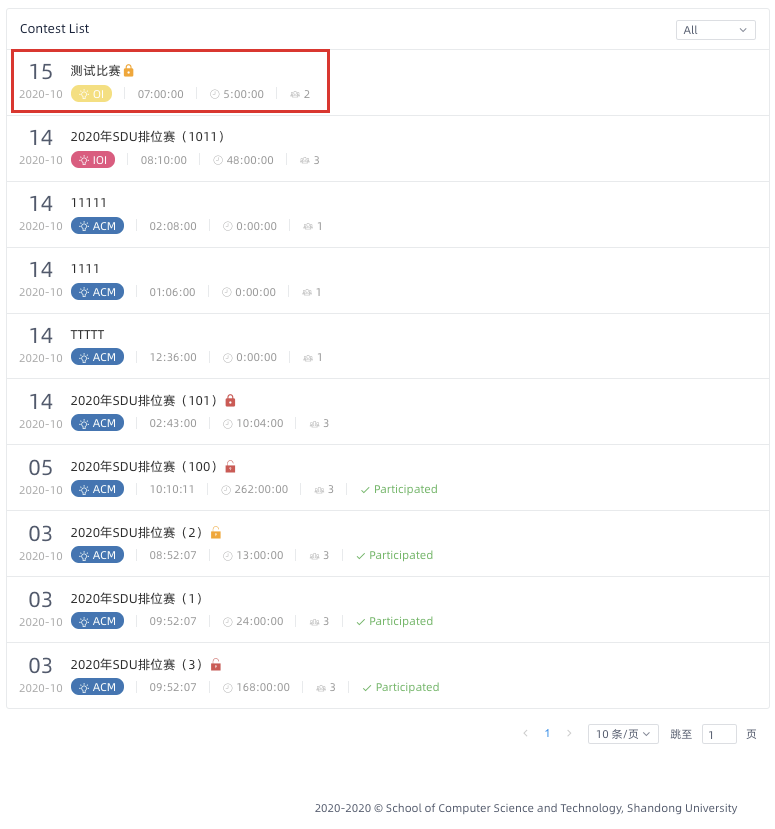 Contest List
All
15 测试比赛
2020-10 OI 07:00:00 5:00:00 2
14 2020年SDU排位赛（1011）
2020-10 IOI 08:10:00 48:00:00 3
14 11111
2020-10 ACM 02:08:00 0:00:00 1
14 1111
2020-10 ACM 01:06:00 0:00:00 1
14 TTTTT
2020-10 ACM 12:36:00 0:00:00 1
14 2020年SDU排位赛（101）
2020-10 ACM 02:43:00 10:04:00 3
05 2020年SDU排位赛（100）
2020-10 ACM 10:10:11 262:00:00 3 Participated
03 2020年SDU排位赛（2）
2020-10 ACM 08:52:07 13:00:00 3 Participated
03 2020年SDU排位赛（1）
2020-10 ACM 09:52:07 24:00:00 3 Participated
03 2020年SDU排位赛（3）
2020-10 ACM 09:52:07 168:00:00 3 Participated
1 10 条/页 跳至 1 页
2020-2020 © School of Computer Science and Technology, Shandong University